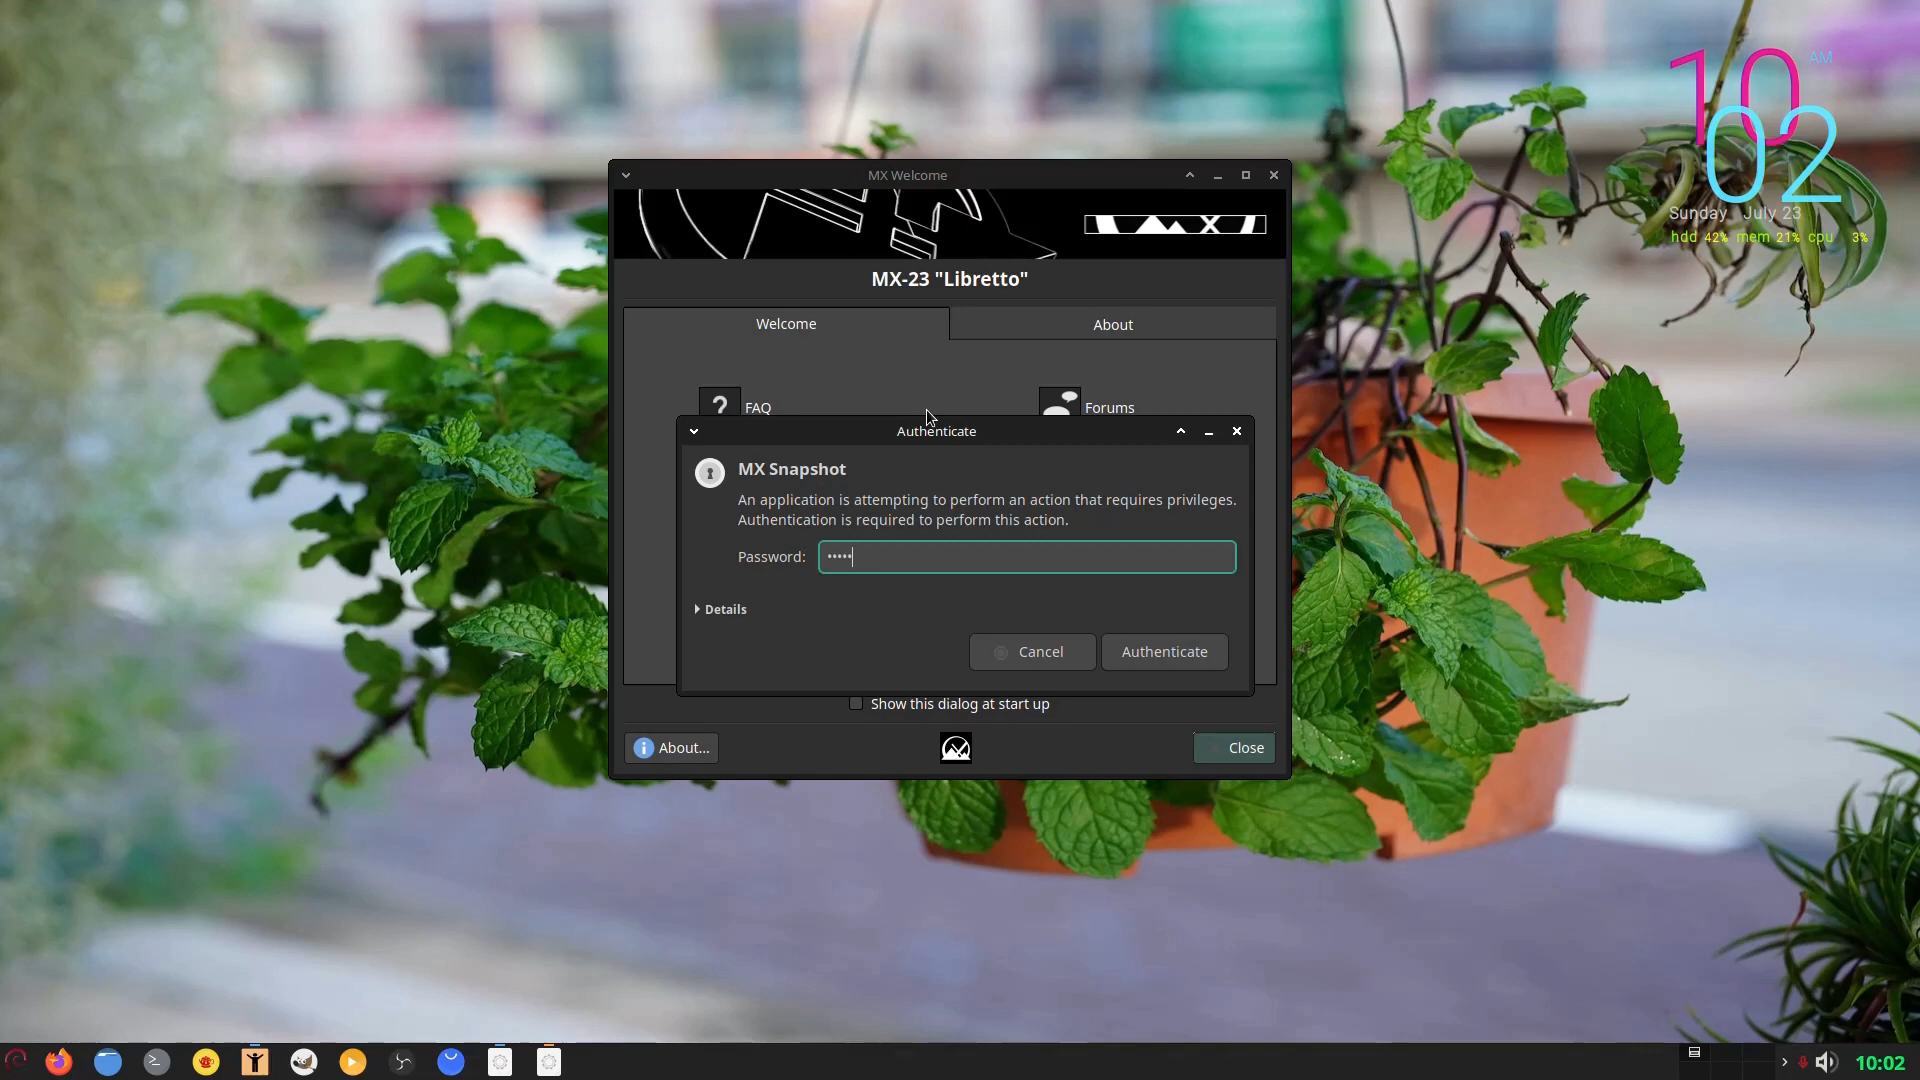 10 AM
02
Sunday July 23
hdd 42% mem 21% cpu 3%
MX Welcome
MX
MX-23 "Libretto"
Welcome
About
? FAQ
Forums
Authenticate
MX Snapshot
An application is attempting to perform an action that requires privileges.
Authentication is required to perform this action.
Password: •••••
Details
Cancel
Authenticate
Show this dialog at start up
i About...
Close
10:02